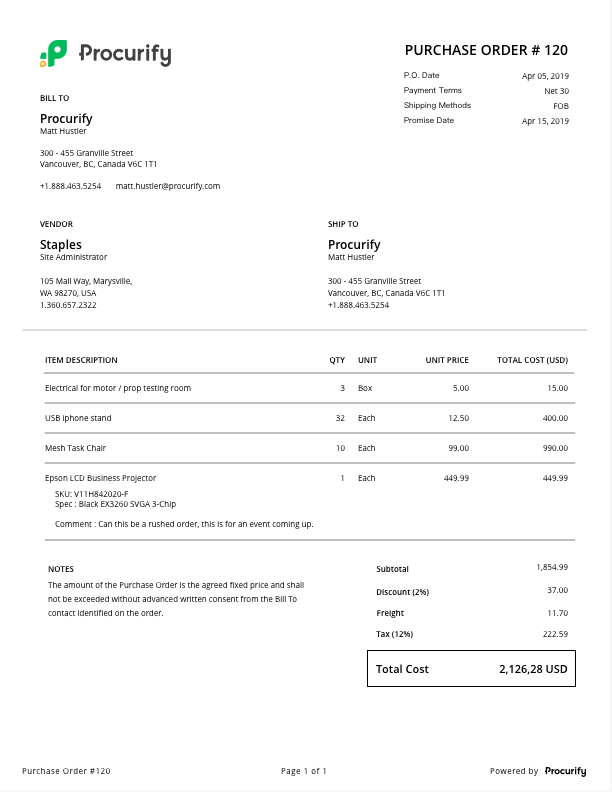 Procurify
PURCHASE ORDER # 120
P.O. Date Apr 05, 2019
Payment Terms Net 30
Shipping Methods FOB
Promise Date Apr 15, 2019
BILL TO
Procurify
Matt Hustler
300 - 455 Granville Street
Vancouver, BC, Canada V6C 1T1
+1.888.463.5254 matt.hustler@procurify.com
VENDOR
Staples
Site Administrator
105 Mall Way, Marysville,
WA 98270, USA
1.360.657.2322
SHIP TO
Procurify
Matt Hustler
300 - 455 Granville Street
Vancouver, BC, Canada V6C 1T1
+1.888.463.5254
ITEM DESCRIPTION QTY UNIT UNIT PRICE TOTAL COST (USD)
Electrical for motor / prop testing room 3 Box 5.00 15.00
USB iphone stand 32 Each 12.50 400.00
Mesh Task Chair 10 Each 99.00 990.00
Epson LCD Business Projector 1 Each 449.99 449.99
SKU: V11H842020-F
Spec : Black EX3260 SVGA 3-Chip
Comment : Can this be a rushed order, this is for an event coming up.
NOTES
The amount of the Purchase Order is the agreed fixed price and shall
not be exceeded without advanced written consent from the Bill To
contact identified on the order.
Subtotal 1,854.99
Discount (2%) 37.00
Freight 11.70
Tax (12%) 222.59
Total Cost 2,126,28 USD
Purchase Order #120 Page 1 of 1 Powered by Procurify